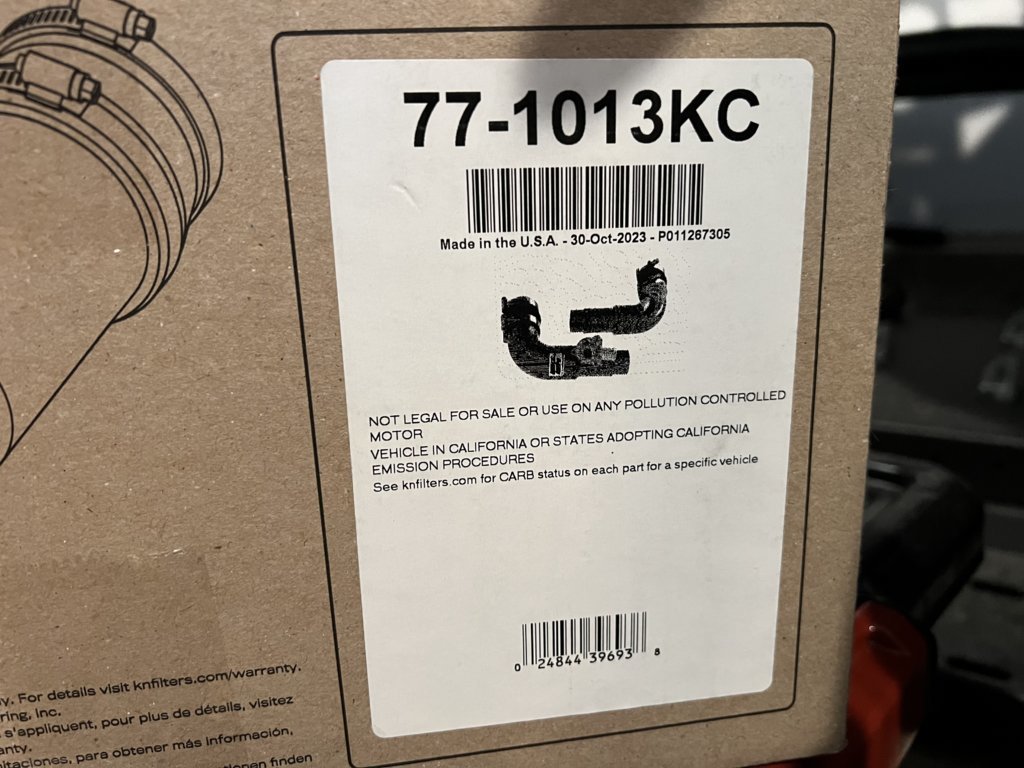 77-1013KC
Made in the U.S.A. - 30-Oct-2023 - P011267305
NOT LEGAL FOR SALE OR USE ON ANY POLLUTION CONTROLLED
MOTOR
VEHICLE IN CALIFORNIA OR STATES ADOPTING CALIFORNIA
EMISSION PROCEDURES
See knfilters.com for CARB status on each part for a specific vehicle
0 24844 39693 8
y. For details visit knfilters.com/warranty.
ring, Inc.
s'appliquent, pour plus de détails, visitez
anty.
itaciones, para obtener más información,
finden